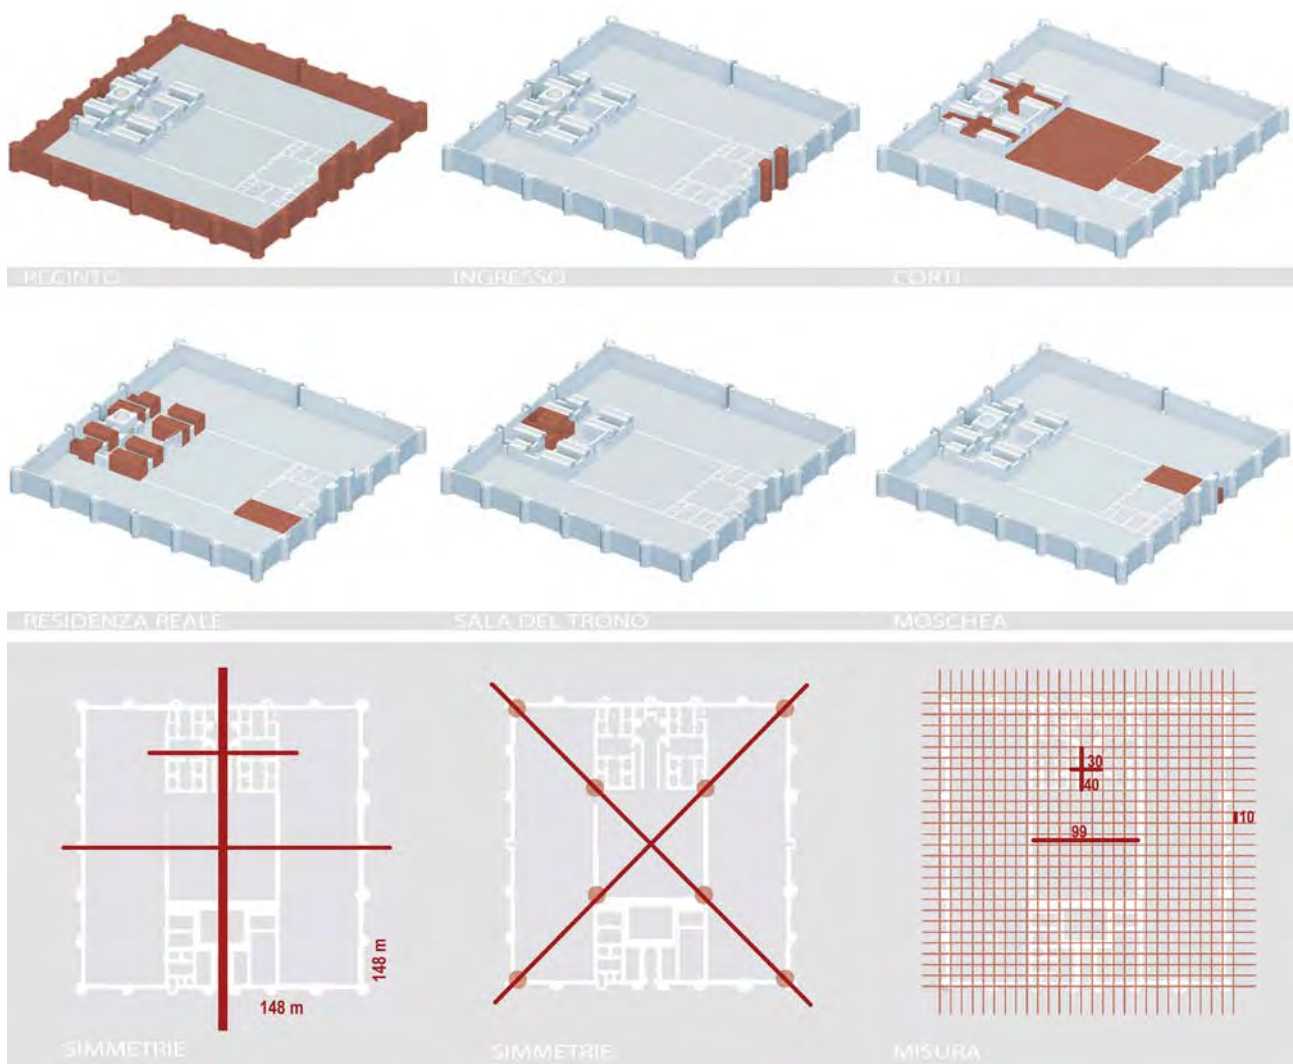 RECINTO
INGRESSO
CORTI
RESIDENZA REALE
SALA DEL TRONO
MOSCHEA
148 m
148 m
SIMMETRIE
SIMMETRIE
30
40
10
99
MISURA